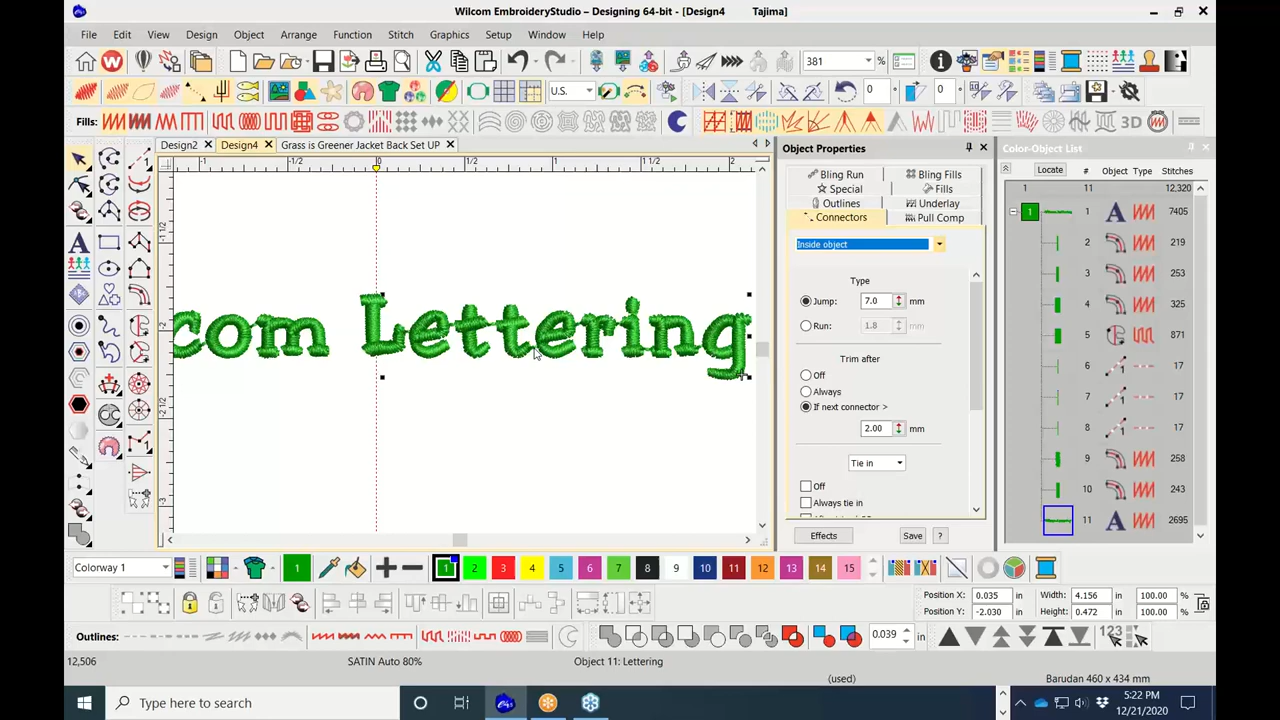 Wilcom EmbroideryStudio – Designing 64-bit - [Design4 Tajima]
File Edit View Design Object Arrange Function Stitch Graphics Setup Window Help
381
U.S. 0 0
Fills: 3D
Design2 Design4 Grass is Greener Jacket Back Set UP
-1 1/2 0 1/2 1 1 1/2 2
com Lettering
Object Properties
Bling Run Bling Fills
Special Fills
Outlines Underlay
Connectors Pull Comp
Inside object
Type
Jump: 7.0 mm
Run: 1.8 mm
Trim after
Off
Always
If next connector >
2.00 mm
Tie in
Off
Always tie in
Effects Save ?
Color-Object List
Locate # Object Type Stitches
1 11 12,320
1 1 A 7405
2 219
3 253
4 325
5 871
6 17
7 17
8 17
9 258
10 243
11 A 2695
Colorway 1 1 1 2 3 4 5 6 7 8 9 10 11 12 13 14 15
Position X 0.035 in Width: 4.156 in 100.00 %
Position Y -2.030 in Height: 0.472 in 100.00 %
Outlines: 0.039 in 123
12,506 SATIN Auto 80% Object 11: Lettering (used) Barudan 460 x 434 mm
Type here to search
5:22 PM
12/21/2020